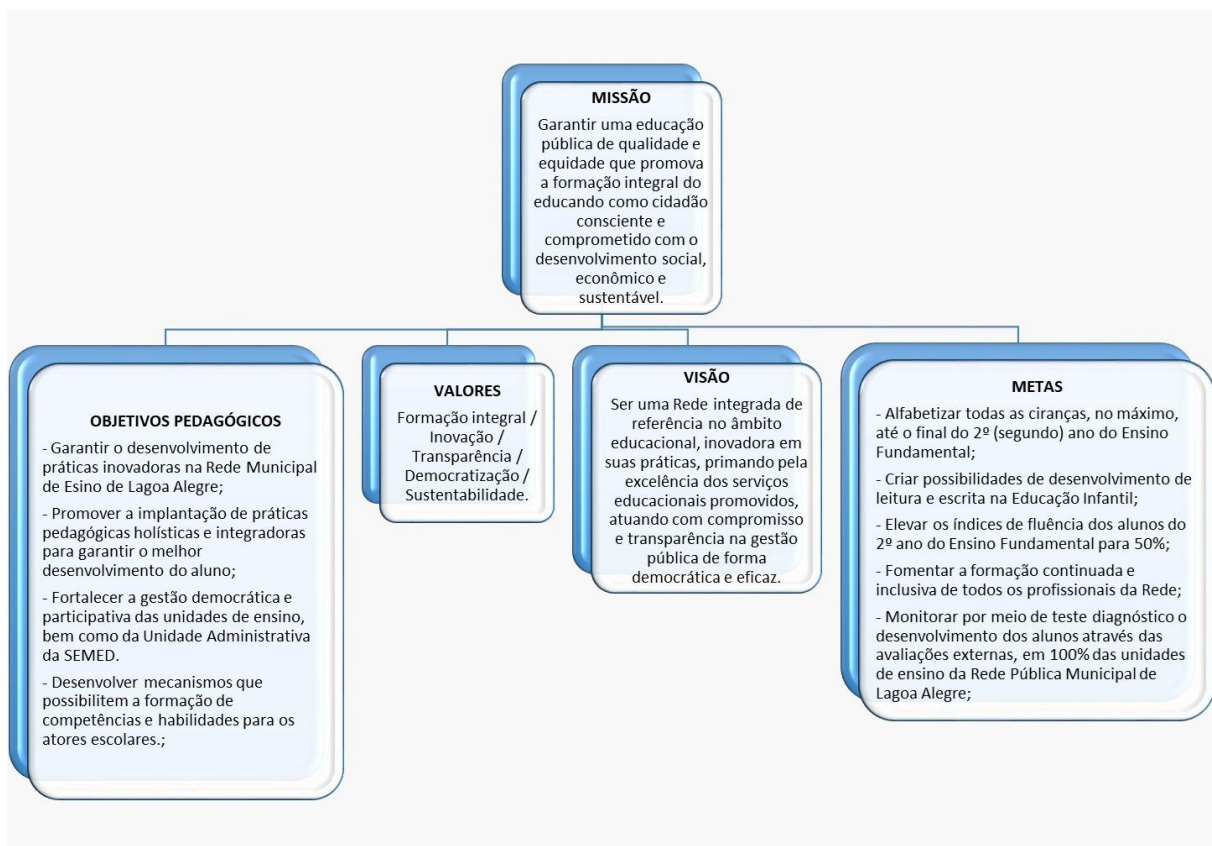 MISSÃO
Garantir uma educação
pública de qualidade e
equidade que promova
a formação integral do
educando como cidadão
consciente e
comprometido com o
desenvolvimento social,
econômico e
sustentável.
OBJETIVOS PEDAGÓGICOS
- Garantir o desenvolvimento de
práticas inovadoras na Rede Municipal
de Esino de Lagoa Alegre;
- Promover a implantação de práticas
pedagógicas holísticas e integradoras
para garantir o melhor
desenvolvimento do aluno;
- Fortalecer a gestão democrática e
participativa das unidades de ensino,
bem como da Unidade Administrativa
da SEMED.
- Desenvolver mecanismos que
possibilitem a formação de
competências e habilidades para os
atores escolares.;
VALORES
Formação integral /
Inovação /
Transparência /
Democratização /
Sustentabilidade.
VISÃO
Ser uma Rede integrada de
referência no âmbito
educacional, inovadora em
suas práticas, primando pela
excelência dos serviços
educacionais promovidos,
atuando com compromisso
e transparência na gestão
pública de forma
democrática e eficaz.
METAS
- Alfabetizar todas as ciranças, no máximo,
até o final do 2º (segundo) ano do Ensino
Fundamental;
- Criar possibilidades de desenvolvimento de
leitura e escrita na Educação Infantil;
- Elevar os índices de fluência dos alunos do
2º ano do Ensino Fundamental para 50%;
- Fomentar a formação continuada e
inclusiva de todos os profissionais da Rede;
- Monitorar por meio de teste diagnóstico o
desenvolvimento dos alunos através das
avaliações externas, em 100% das unidades
de ensino da Rede Pública Municipal de
Lagoa Alegre;